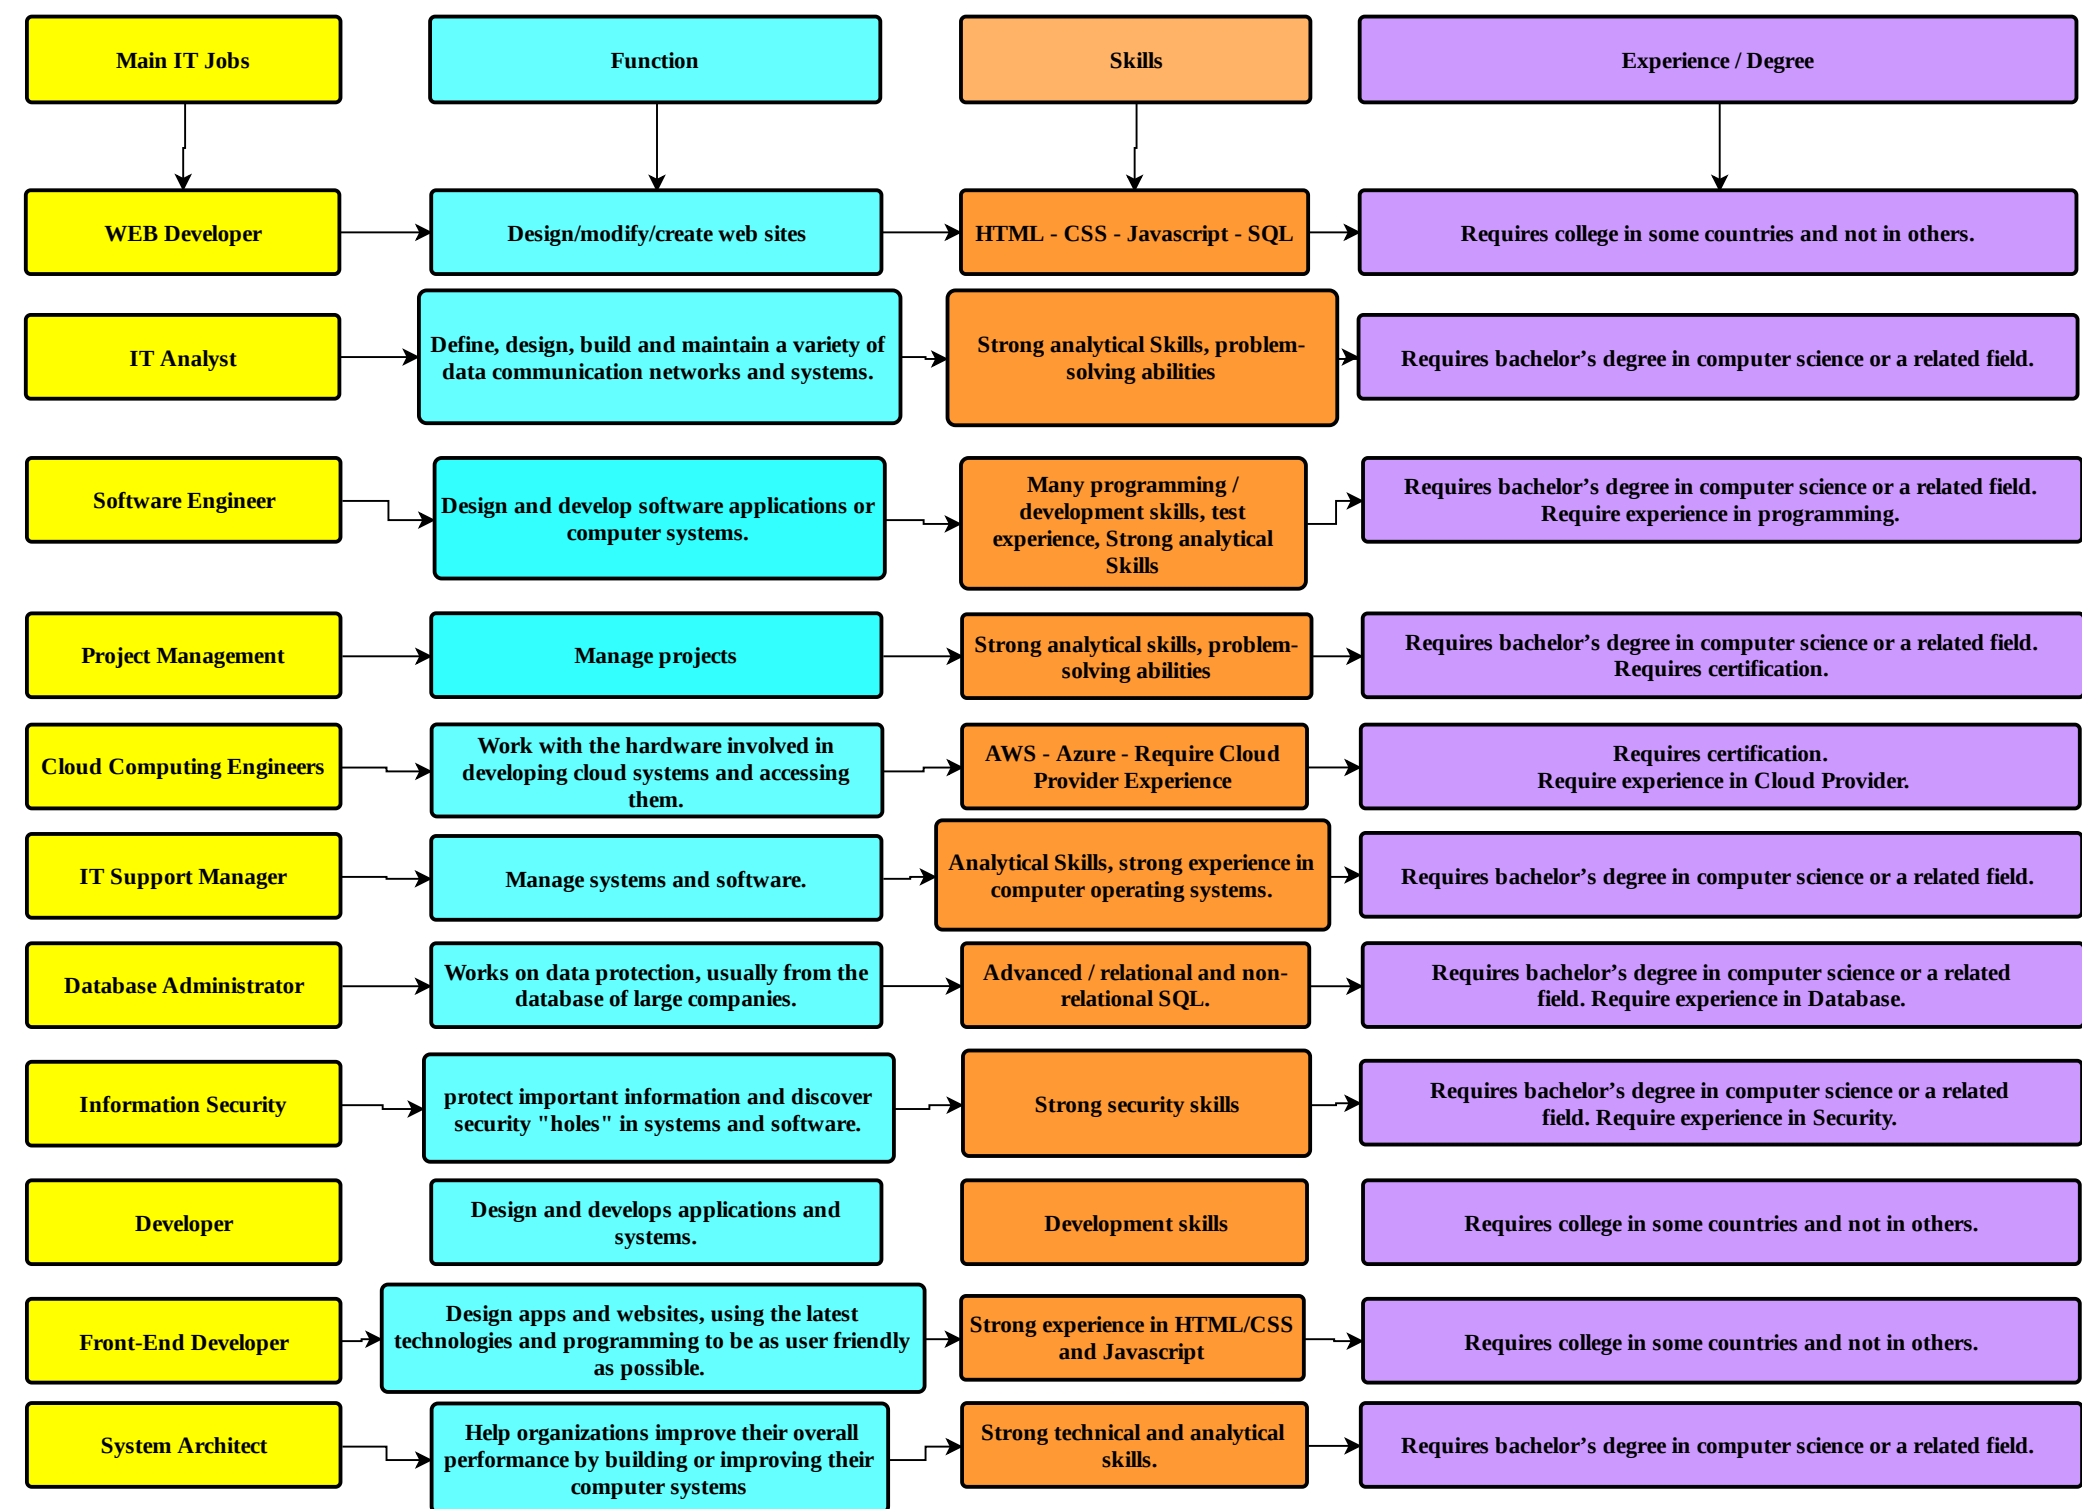 Main IT Jobs
Function
Skills
Experience / Degree
WEB Developer
Design/modify/create web sites
HTML - CSS - Javascript - SQL
Requires college in some countries and not in others.
IT Analyst
Define, design, build and maintain a variety of
data communication networks and systems.
Strong analytical Skills, problem-
solving abilities
Requires bachelor’s degree in computer science or a related field.
Software Engineer
Design and develop software applications or
computer systems.
Many programming /
development skills, test
experience, Strong analytical
Skills
Requires bachelor’s degree in computer science or a related field.
Require experience in programming.
Project Management
Manage projects
Strong analytical skills, problem-
solving abilities
Requires bachelor’s degree in computer science or a related field.
Requires certification.
Cloud Computing Engineers
Work with the hardware involved in
developing cloud systems and accessing
them.
AWS - Azure - Require Cloud
Provider Experience
Requires certification.
Require experience in Cloud Provider.
IT Support Manager
Manage systems and software.
Analytical Skills, strong experience in
computer operating systems.
Requires bachelor’s degree in computer science or a related field.
Database Administrator
Works on data protection, usually from the
database of large companies.
Advanced / relational and non-
relational SQL.
Requires bachelor’s degree in computer science or a related
field. Require experience in Database.
Information Security
protect important information and discover
security "holes" in systems and software.
Strong security skills
Requires bachelor’s degree in computer science or a related
field. Require experience in Security.
Developer
Design and develops applications and
systems.
Development skills
Requires college in some countries and not in others.
Front-End Developer
Design apps and websites, using the latest
technologies and programming to be as user friendly
as possible.
Strong experience in HTML/CSS
and Javascript
Requires college in some countries and not in others.
System Architect
Help organizations improve their overall
performance by building or improving their
computer systems
Strong technical and analytical
skills.
Requires bachelor’s degree in computer science or a related field.